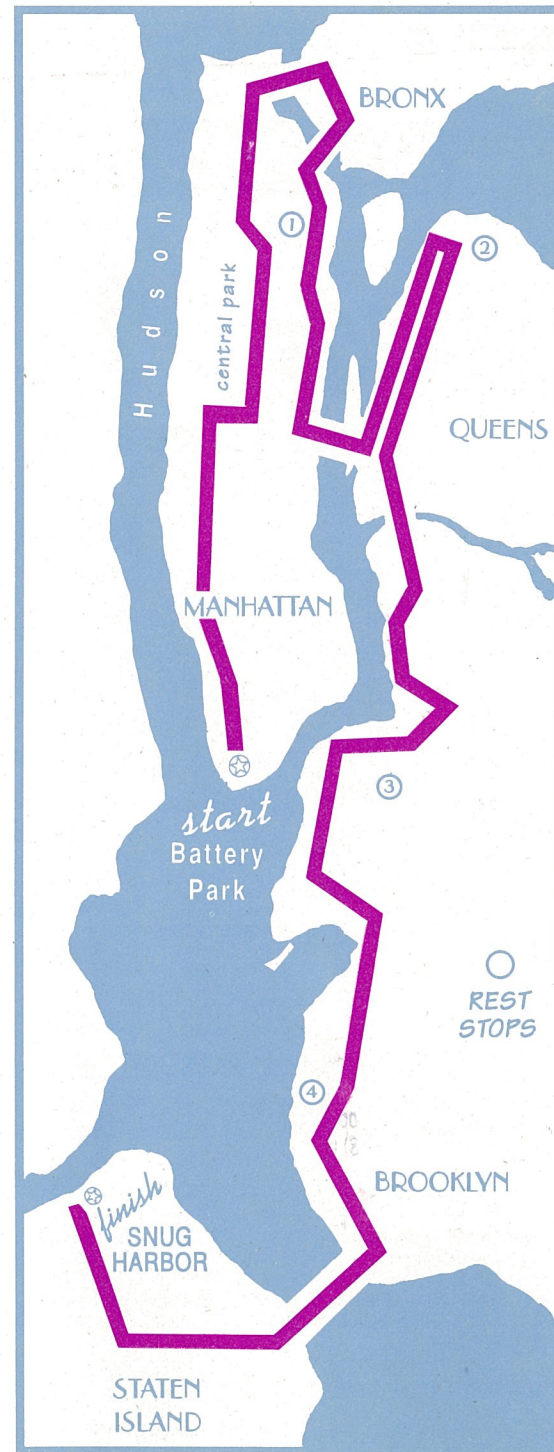 BRONX
Hudson
1
2
central park
QUEENS
MANHATTAN
start
Battery
Park
3
REST
STOPS
4
BROOKLYN
finish
SNUG
HARBOR
STATEN
ISLAND